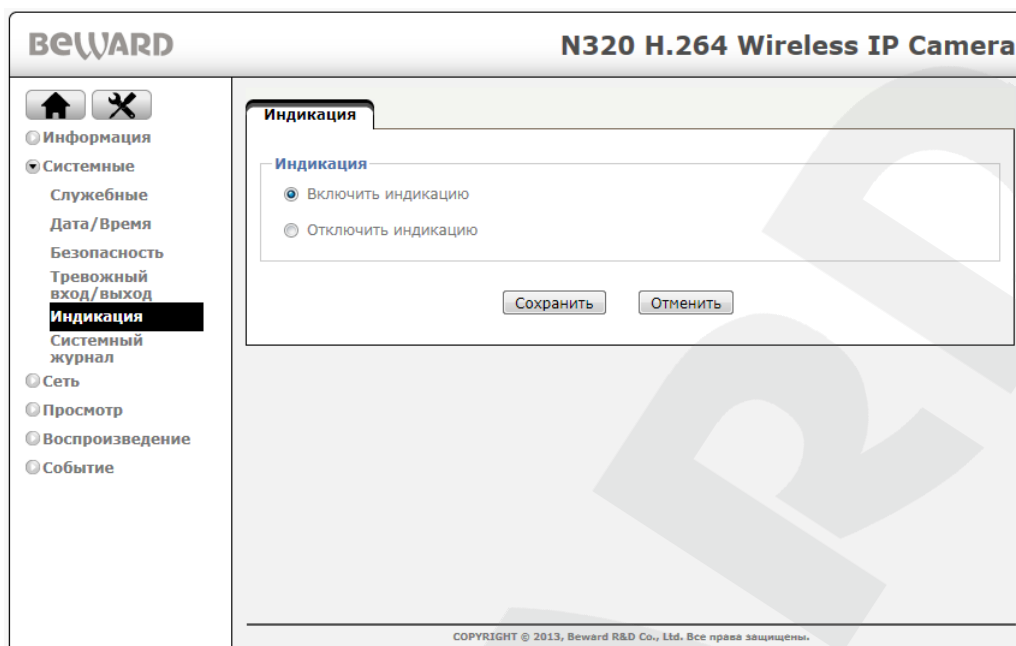 BEWARD
N320 H.264 Wireless IP Camera
Информация
Системные
Служебные
Дата/Время
Безопасность
Тревожный
вход/выход
Индикация
Системный
журнал
Сеть
Просмотр
Воспроизведение
Событие
Индикация
Индикация
Включить индикацию
Отключить индикацию
Сохранить
Отменить
COPYRIGHT © 2013, Beward R&D Co., Ltd. Все права защищены.